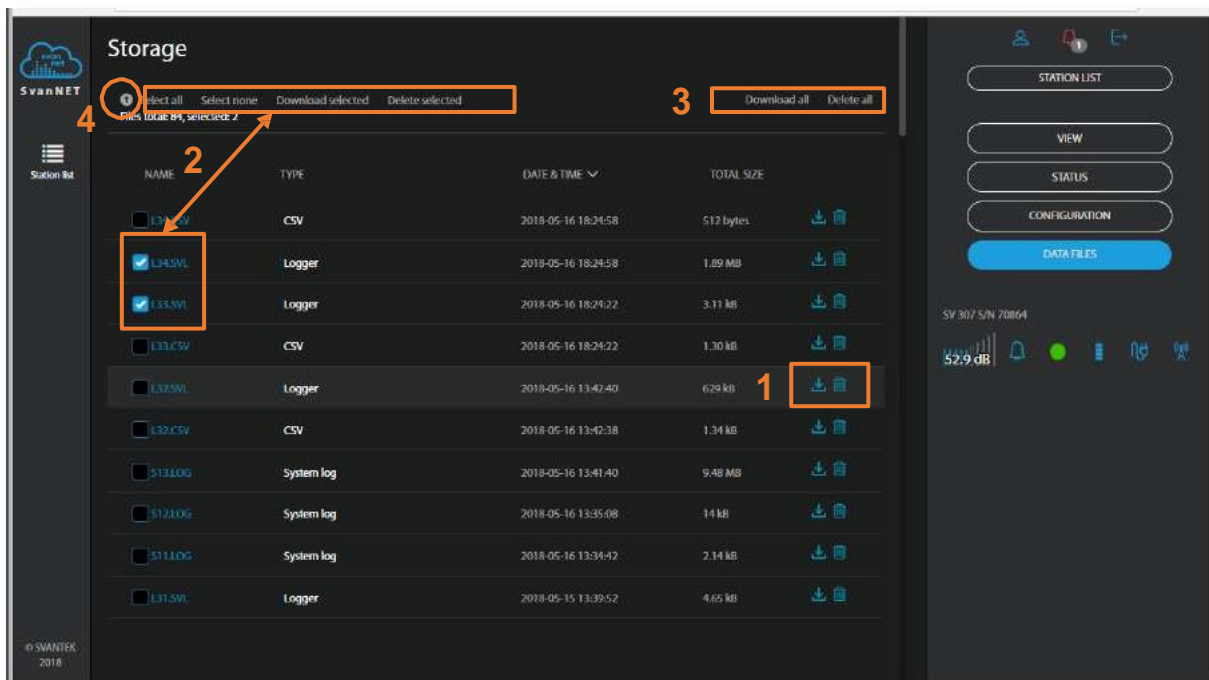 svan
net
SvanNET
Station list
© SVANTEK
2018
Storage
4
Select all Select none Download selected Delete selected
3
Download all Delete all
Files total: 84, selected: 2
2
NAME TYPE DATE & TIME TOTAL SIZE
L34.CSV CSV 2018-05-16 18:24:58 512 bytes
L34.SVL Logger 2018-05-16 18:24:58 1.89 MB
L33.SVL Logger 2018-05-16 18:24:22 3.11 kB
L33.CSV CSV 2018-05-16 18:24:22 1.30 kB
L32.SVL Logger 2018-05-16 13:42:40 629 kB 1
L32.CSV CSV 2018-05-16 13:42:38 1.34 kB
S13.LOG System log 2018-05-16 13:41:40 9.48 MB
S12.LOG System log 2018-05-16 13:35:08 14 kB
S11.LOG System log 2018-05-16 13:34:42 2.14 kB
L31.SVL Logger 2018-05-15 13:39:52 4.65 kB
1
STATION LIST
VIEW
STATUS
CONFIGURATION
DATA FILES
SV 307 S/N 70864
52.9 dB